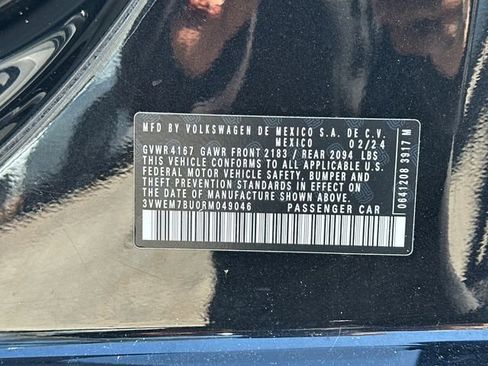 MFD BY VOLKSWAGEN DE MEXICO S.A. DE C.V.
MEXICO 02/24
GVWR 4167 GAWR FRONT 2183 / REAR 2094 LBS
THIS VEHICLE CONFORMS TO ALL APPLICABLE U.S.
FEDERAL MOTOR VEHICLE SAFETY, BUMPER AND
THEFT PREVENTION STANDARDS IN EFFECT ON
THE DATE OF MANUFACTURE SHOWN ABOVE.
3VWEM7BU0RM049046 PASSENGER CAR
0641208 3917 M